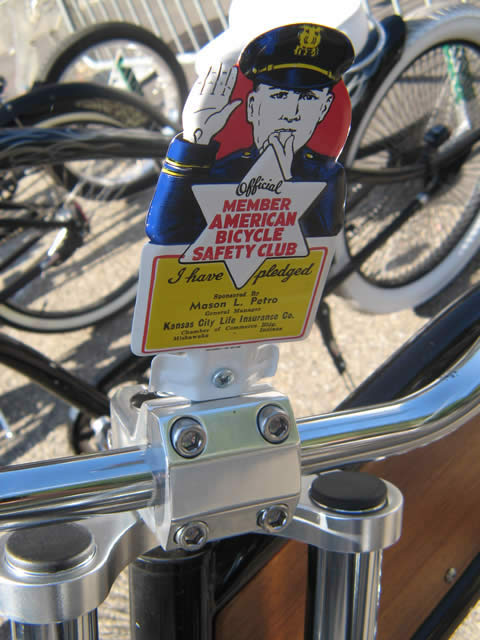 Official
MEMBER
AMERICAN
BICYCLE
SAFETY CLUB
I have pledged
Sponsored By
Mason L. Petro
General Manager
Kansas City Life Insurance Co.
Chamber of Commerce Bldg.
Mishawaka Indiana